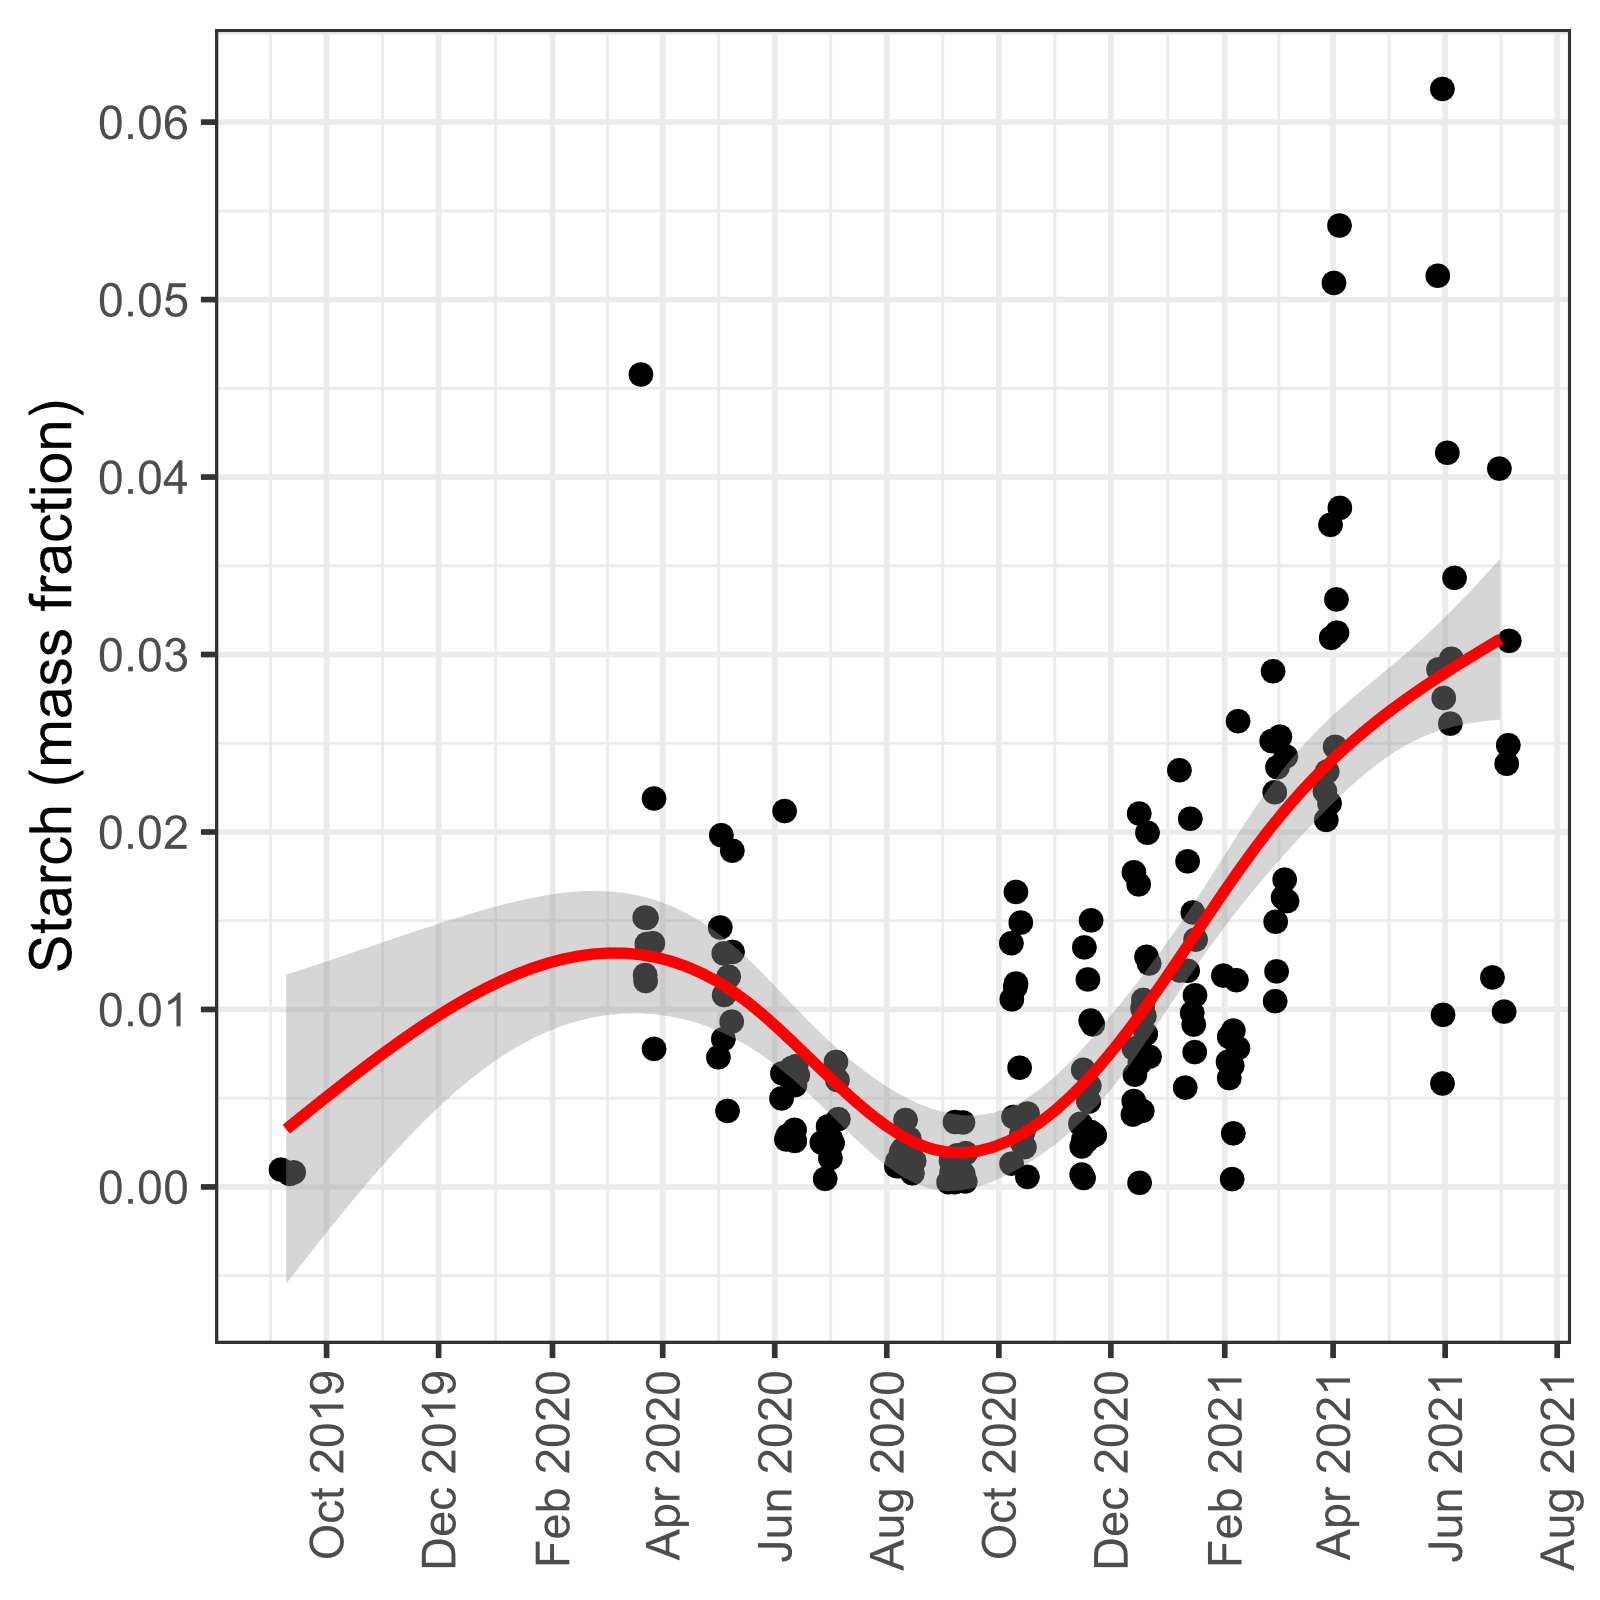 Starch (mass fraction)
0.06
0.05
0.04
0.03
0.02
0.01
0.00
Oct 2019
Dec 2019
Feb 2020
Apr 2020
Jun 2020
Aug 2020
Oct 2020
Dec 2020
Feb 2021
Apr 2021
Jun 2021
Aug 2021